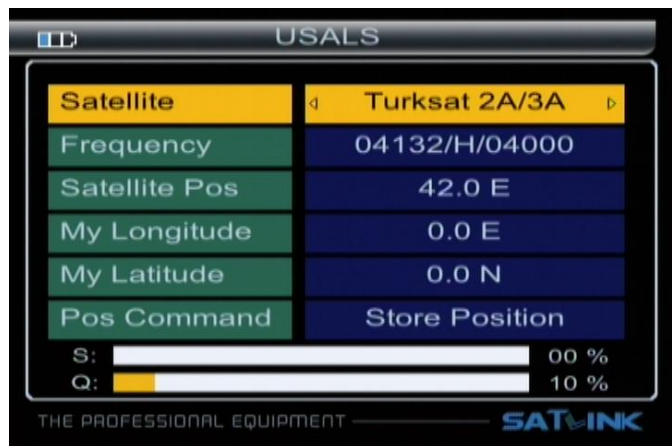 USALS
Satellite Turksat 2A/3A
Frequency 04132/H/04000
Satellite Pos 42.0 E
My Longitude 0.0 E
My Latitude 0.0 N
Pos Command Store Position
S: 00 %
Q: 10 %
THE PROFESSIONAL EQUIPMENT SATLINK